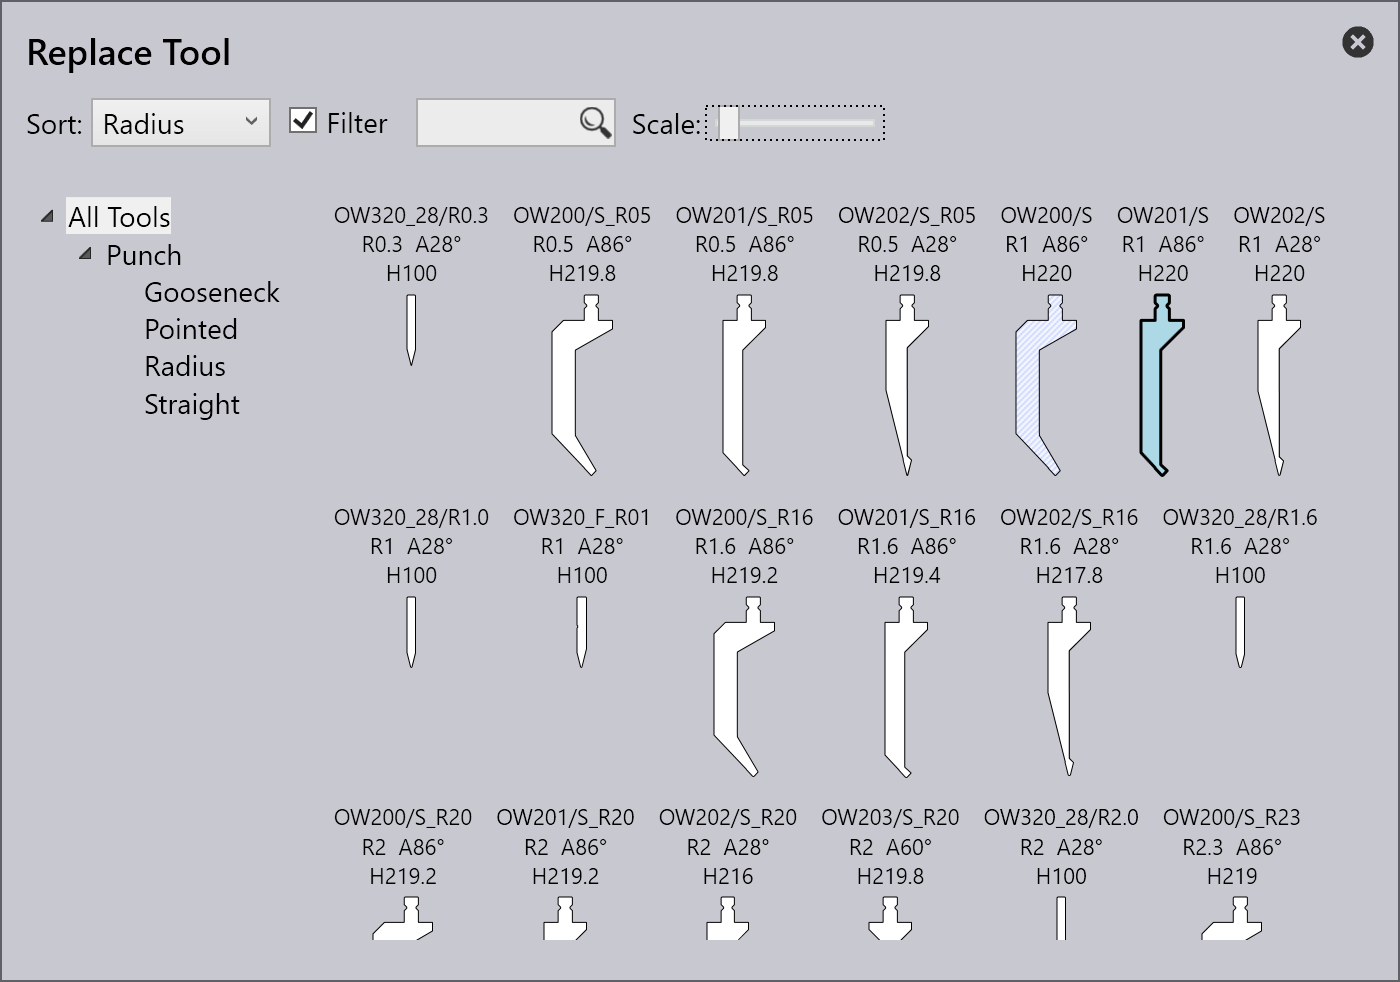 Replace Tool
Sort: Radius Filter Scale:
All Tools
Punch
Gooseneck
Pointed
Radius
Straight
OW320_28/R0.3 OW200/S_R05 OW201/S_R05 OW202/S_R05 OW200/S OW201/S OW202/S
R0.3 A28° R0.5 A86° R0.5 A86° R0.5 A28° R1 A86° R1 A86° R1 A28°
H100 H219.8 H219.8 H219.8 H220 H220 H220
OW320_28/R1.0 OW320_F_R01 OW200/S_R16 OW201/S_R16 OW202/S_R16 OW320_28/R1.6
R1 A28° R1 A28° R1.6 A86° R1.6 A86° R1.6 A28° R1.6 A28°
H100 H100 H219.2 H219.4 H217.8 H100
OW200/S_R20 OW201/S_R20 OW202/S_R20 OW203/S_R20 OW320_28/R2.0 OW200/S_R23
R2 A86° R2 A86° R2 A28° R2 A60° R2 A28° R2.3 A86°
H219.2 H219.2 H216 H219.8 H100 H219